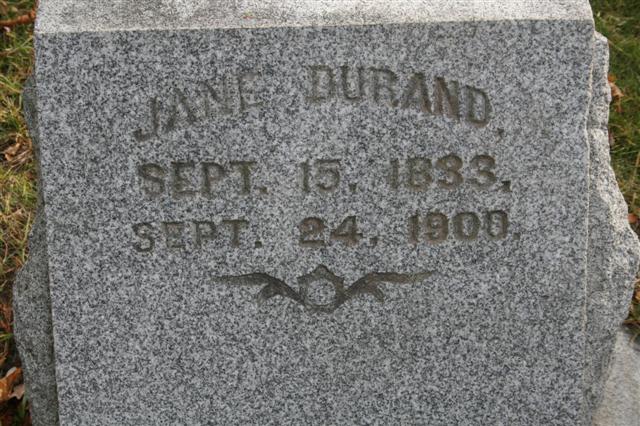 JANE DURAND,
SEPT. 15, 1833,
SEPT. 24, 1900.